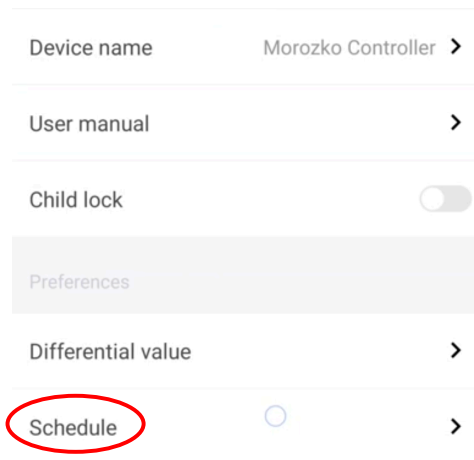 Device name Morozko Controller
User manual
Child lock
Preferences
Differential value
Schedule